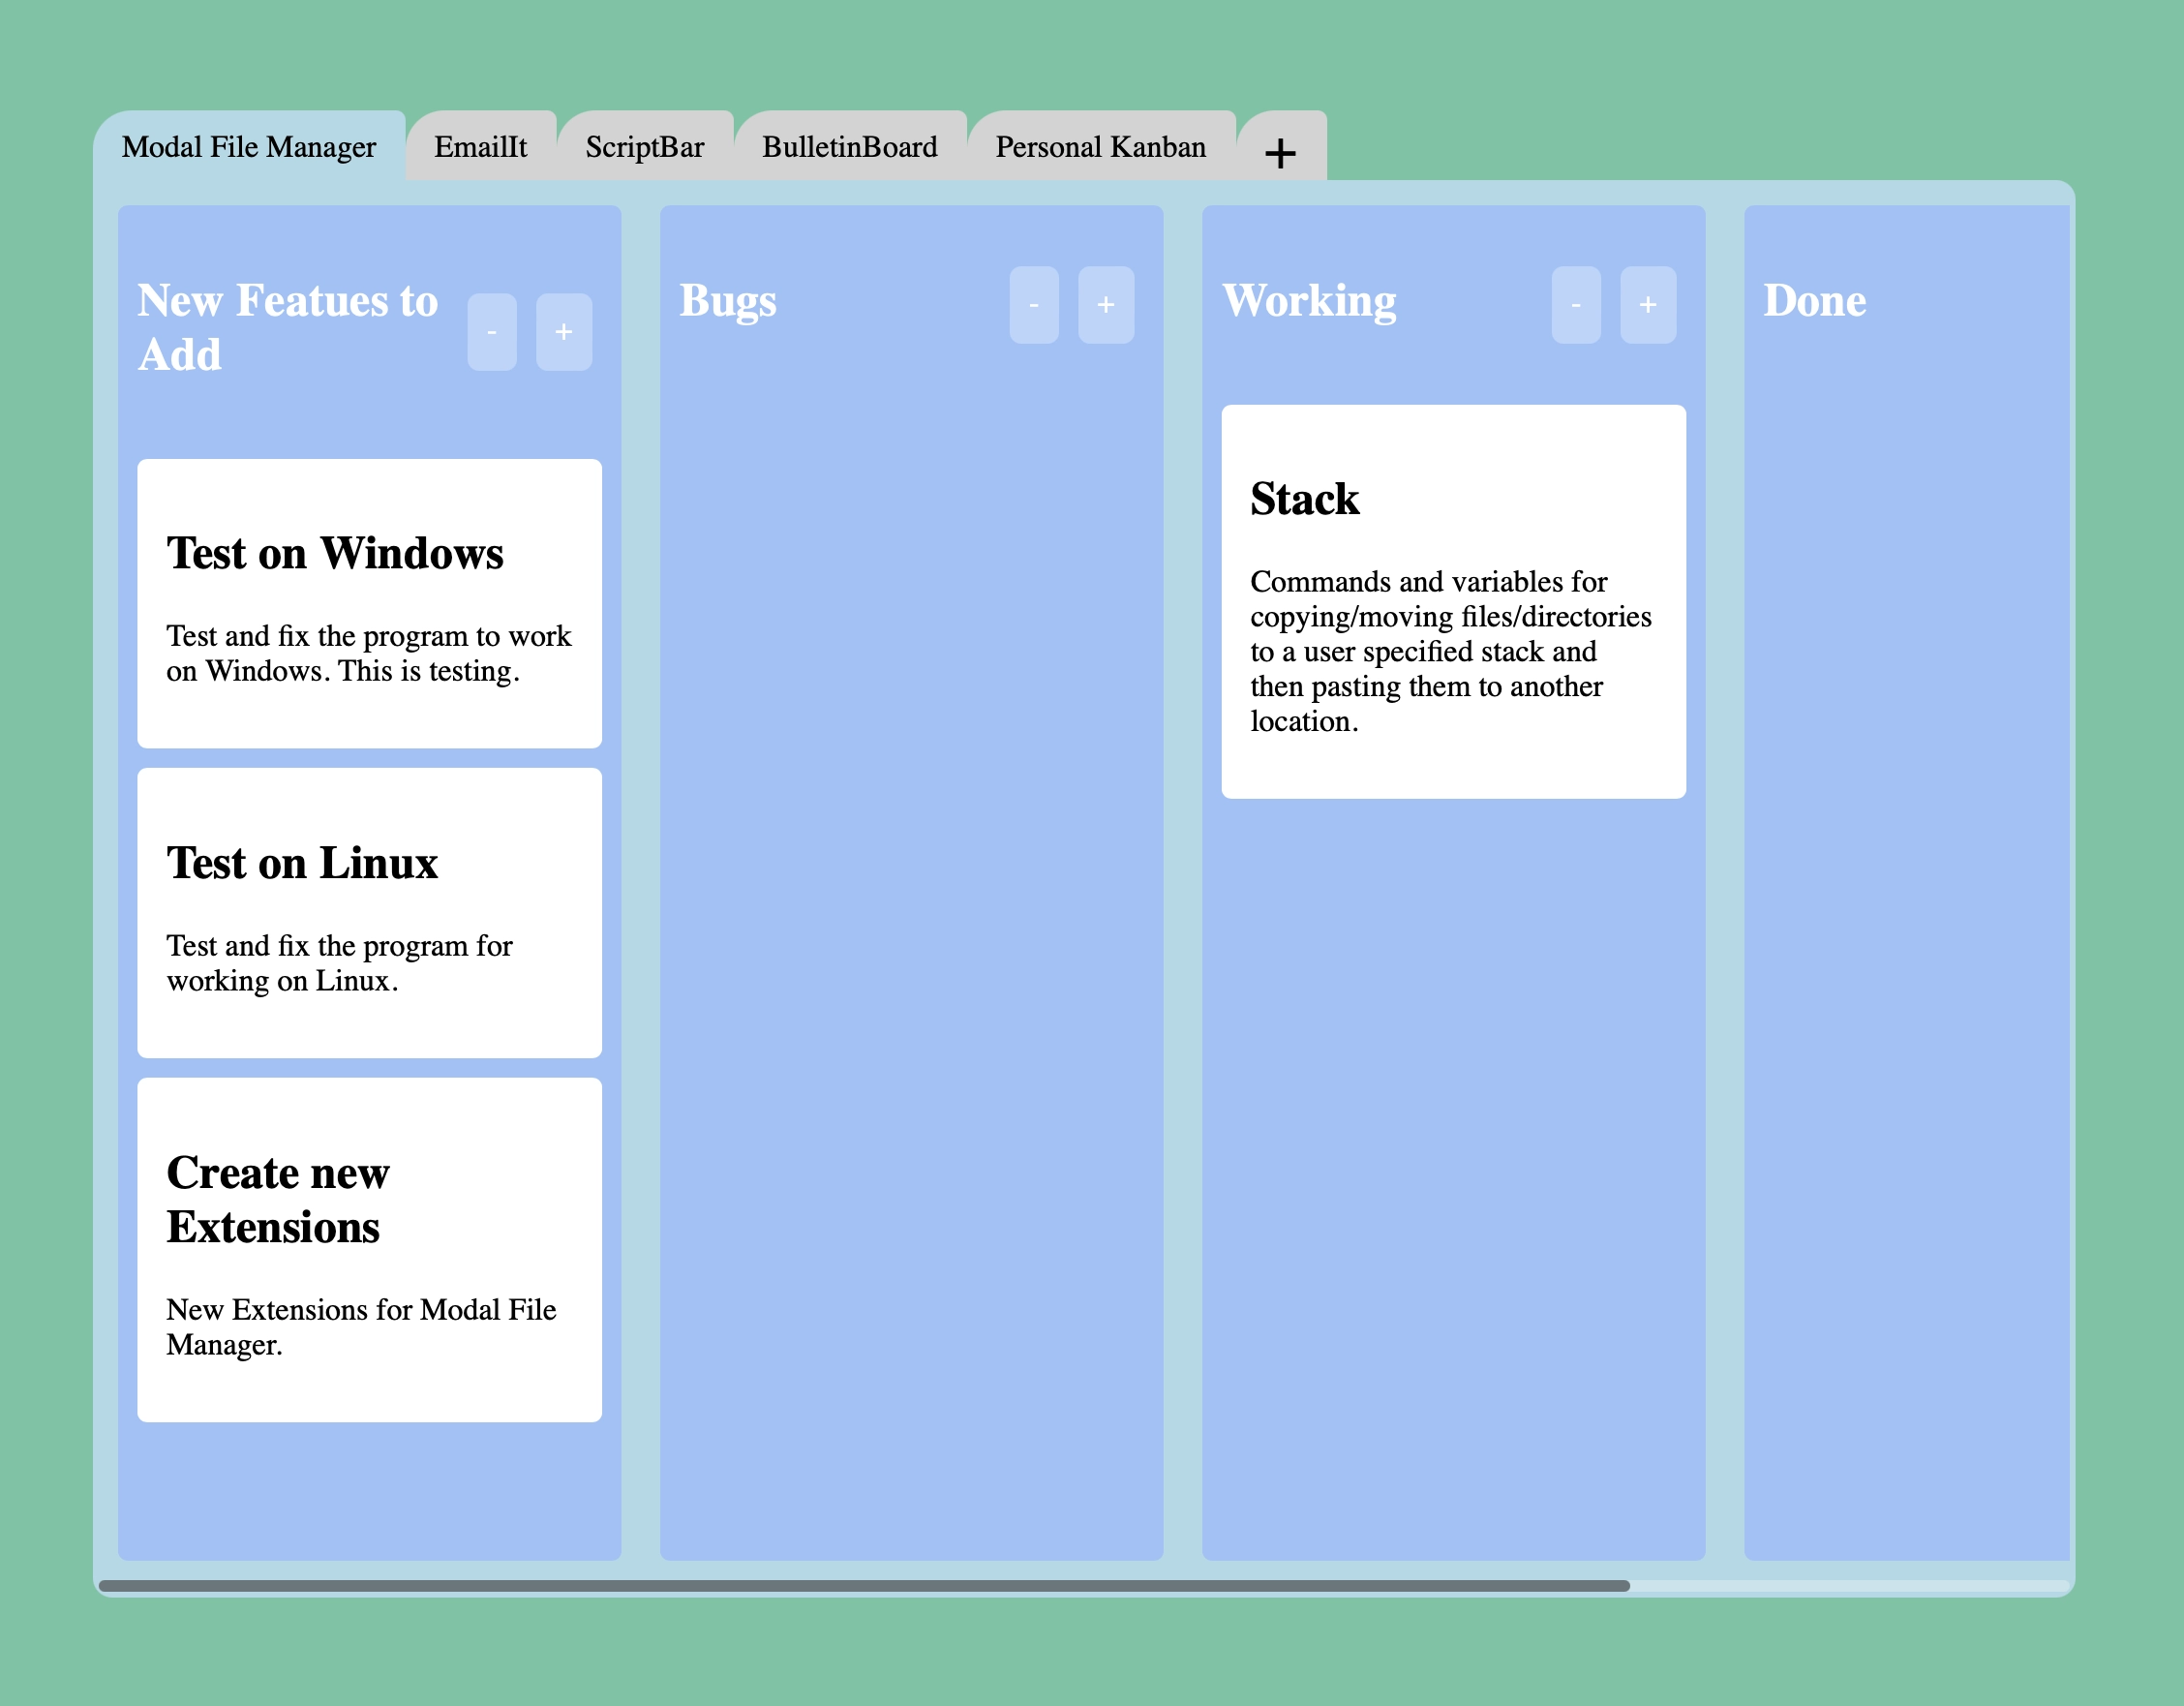 Modal File Manager
EmailIt
ScriptBar
BulletinBoard
Personal Kanban
+
New Featues to
Add
-
+
Test on Windows
Test and fix the program to work
on Windows. This is testing.
Test on Linux
Test and fix the program for
working on Linux.
Create new
Extensions
New Extensions for Modal File
Manager.
Bugs
-
+
Working
-
+
Stack
Commands and variables for
copying/moving files/directories
to a user specified stack and
then pasting them to another
location.
Done